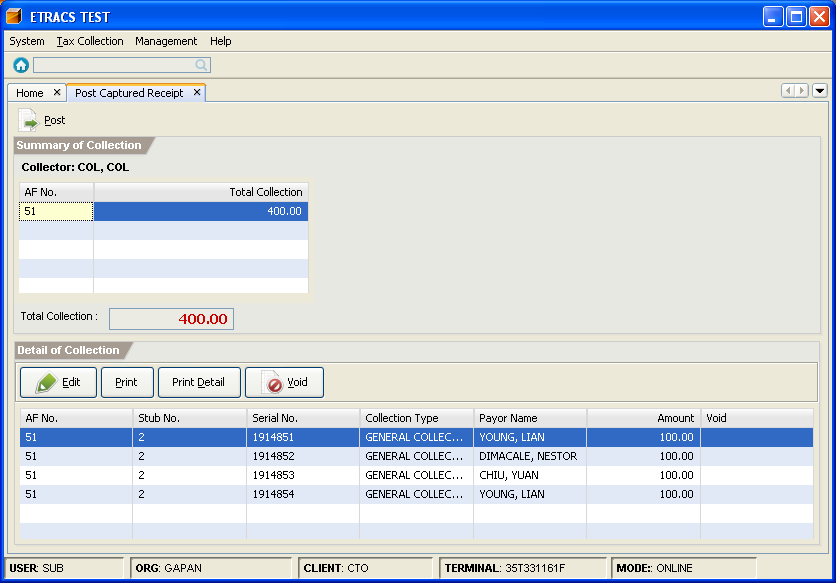 ETRACS TEST
System Tax Collection Management Help
Home Post Captured Receipt
Post
Summary of Collection
Collector: COL, COL
AF No. Total Collection
51 400.00
Total Collection : 400.00
Detail of Collection
Edit Print Print Detail Void
AF No. Stub No. Serial No. Collection Type Payor Name Amount Void
51 2 1914851 GENERAL COLLEC... YOUNG, LIAN 100.00
51 2 1914852 GENERAL COLLEC... DIMACALE, NESTOR 100.00
51 2 1914853 GENERAL COLLEC... CHIU, YUAN 100.00
51 2 1914854 GENERAL COLLEC... YOUNG, LIAN 100.00
USER: SUB ORG: GAPAN CLIENT: CTO TERMINAL: 35T331161F MODE:: ONLINE